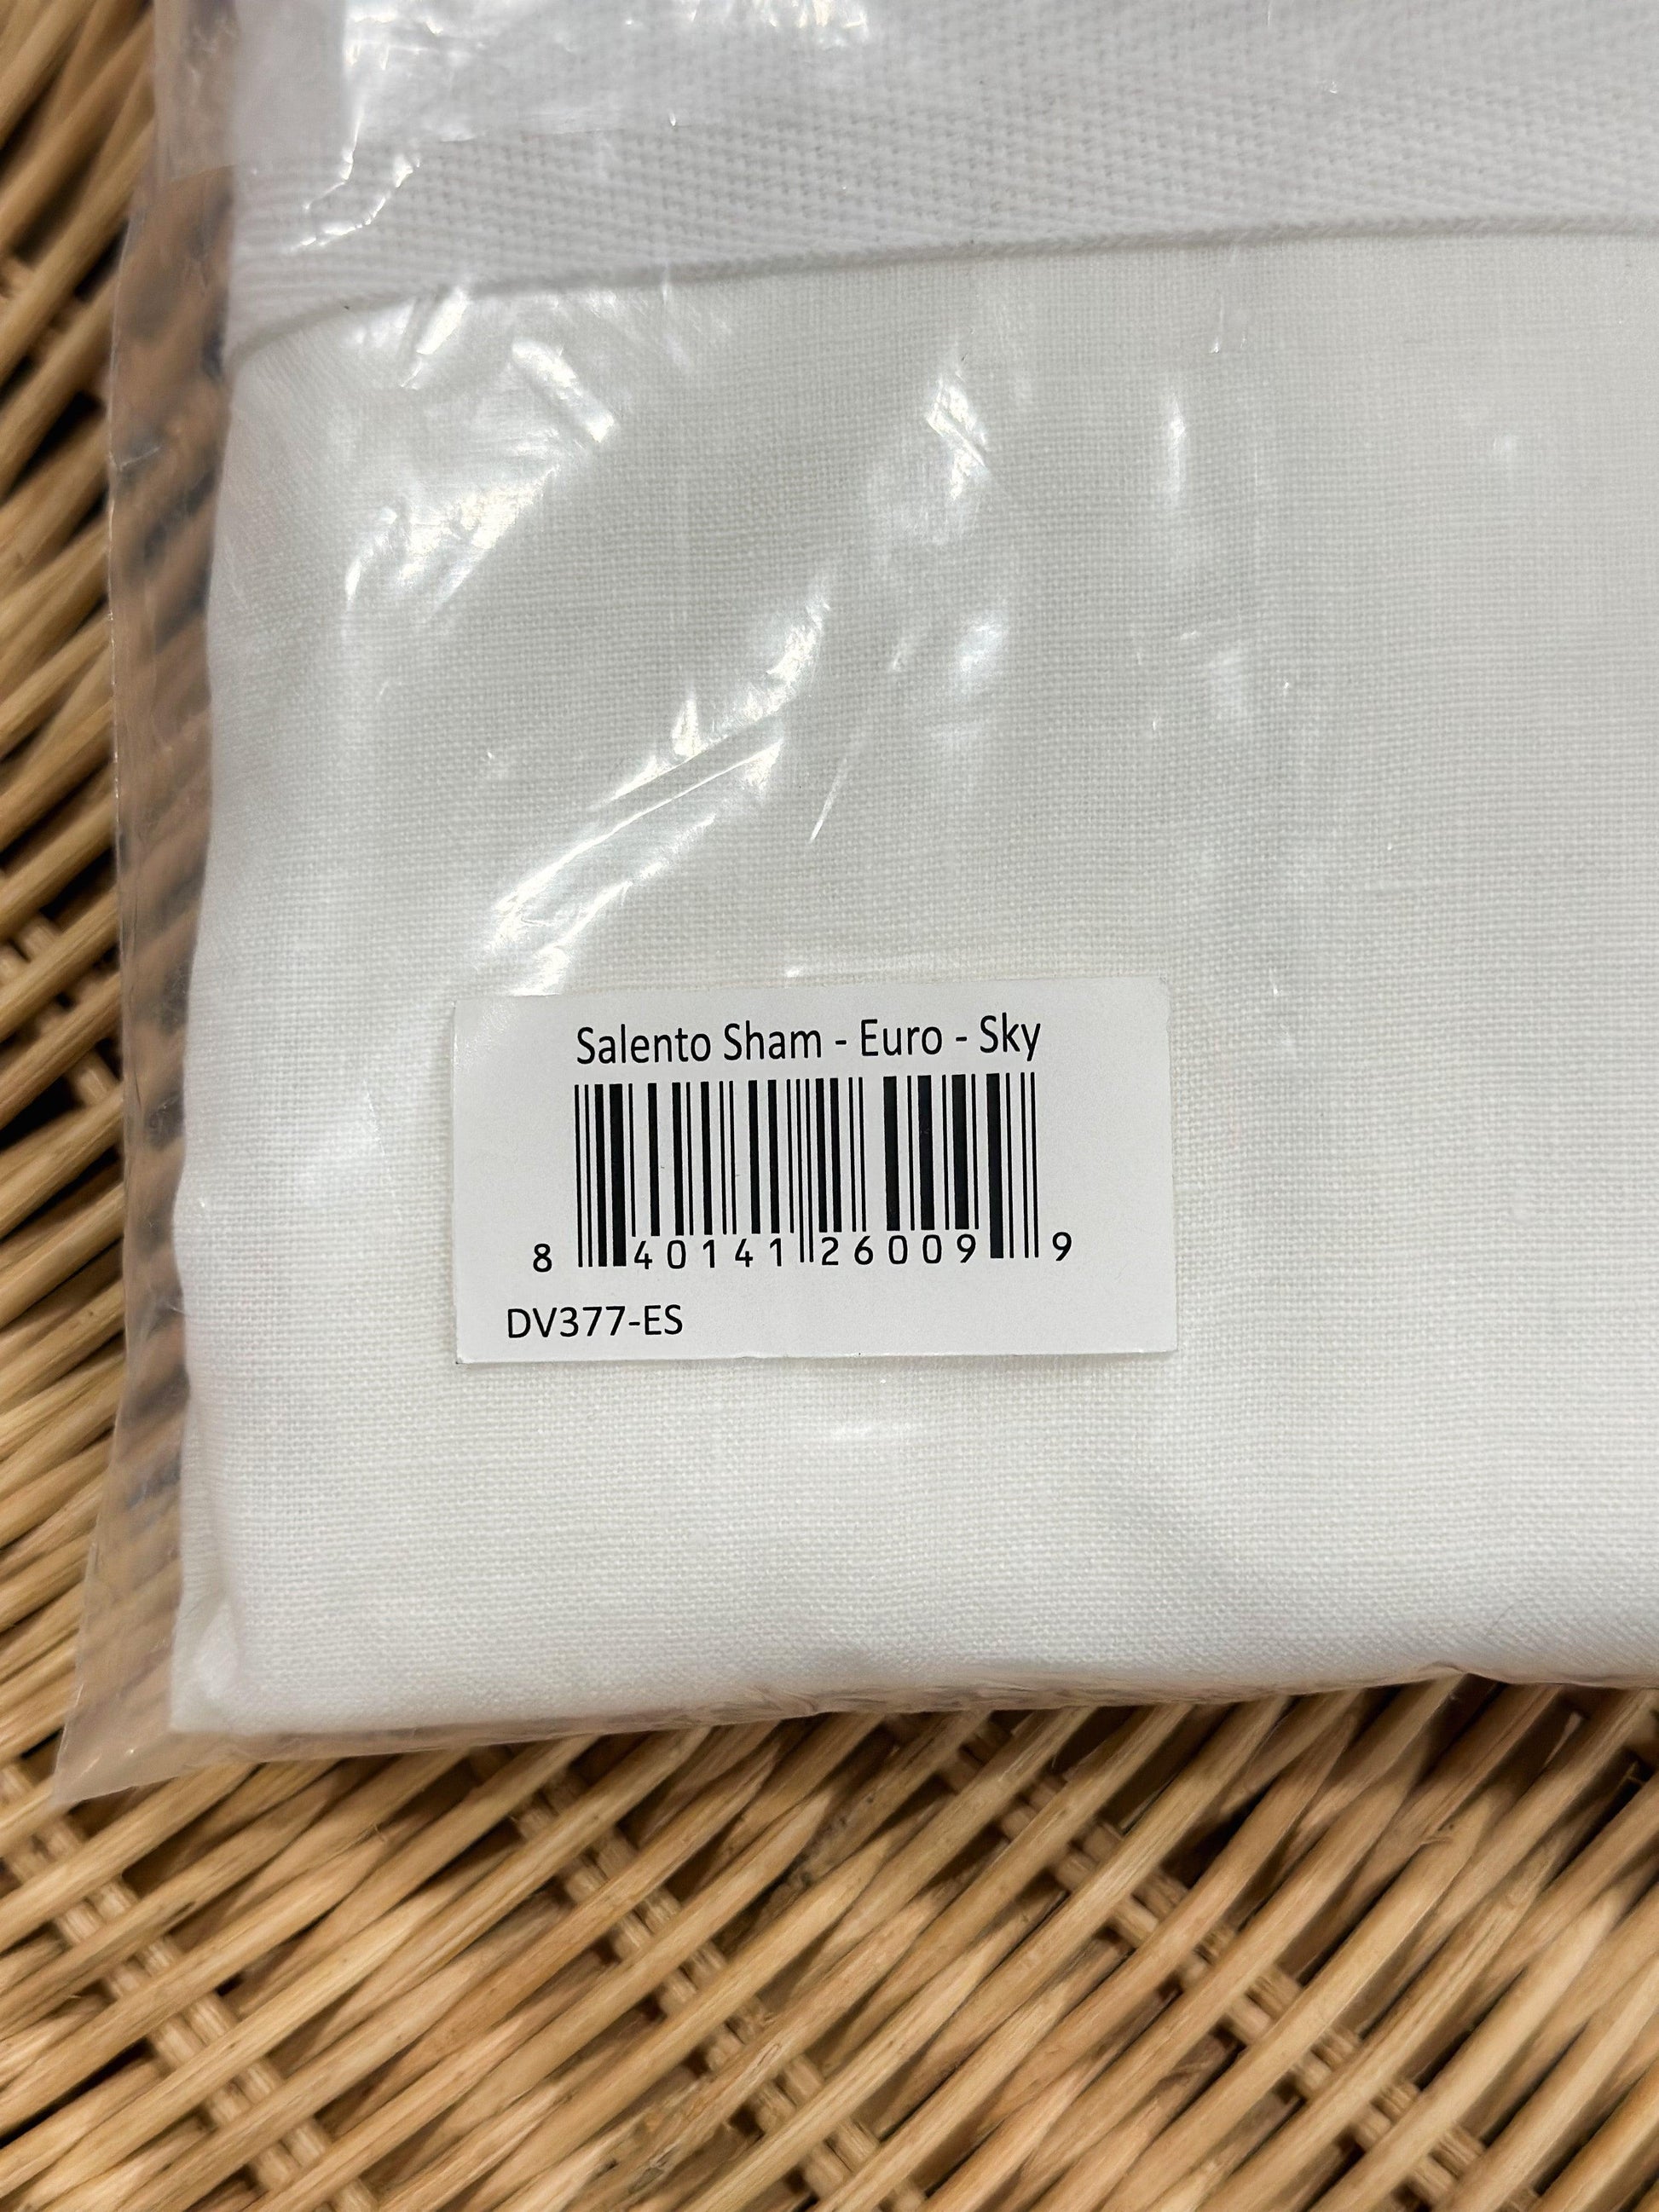 Salento Sham - Euro - Sky
8 40141 26009 9
DV377-ES